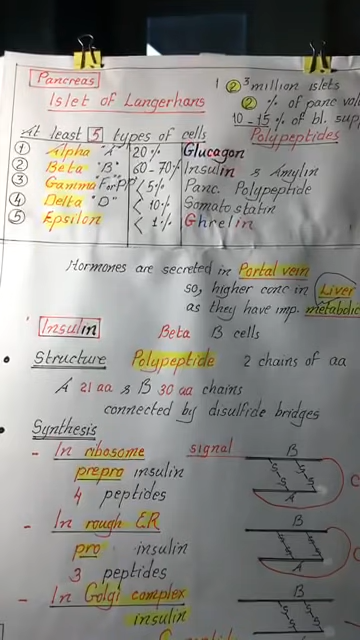 Pancreas
1 ② 3 million islets
Islet of Langerhans
② % of panc vol
10-15 % of bl. sup
At least 5 types of cells
Polypeptides
① Alpha "A" 20% Glucagon
② Beta "B" 60-70% Insulin & Amylin
③ Gamma "F or PP" < 5% Panc. Polypeptide
④ Delta "D" < 10% Somatostatin
⑤ Epsilon < 1% Ghrelin
Hormones are secreted in Portal vein
so, higher conc in Liver
as they have imp. metabolic
Insulin Beta B cells
• Structure Polypeptide 2 chains of aa
A 21 aa & B 30 aa chains
connected by disulfide bridges
• Synthesis
- In ribosome signal B
prepro insulin S S S S
4 peptides A C
- In rough ER B
pro insulin S S S S
3 peptides A C
- In Golgi complex B
insulin S S S S